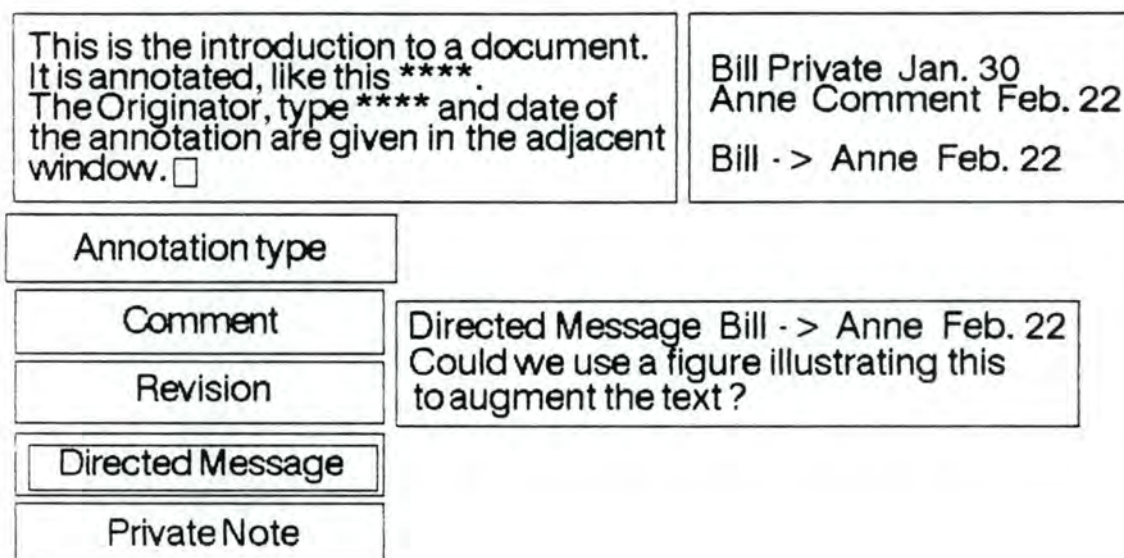 This is the introduction to a document.
It is annotated, like this ****.
The Originator, type **** and date of
the annotation are given in the adjacent
window.
Bill Private Jan. 30
Anne Comment Feb. 22
Bill -> Anne Feb. 22
Annotation type
Comment
Revision
Directed Message
Private Note
Directed Message Bill -> Anne Feb. 22
Could we use a figure illustrating this
to augment the text ?